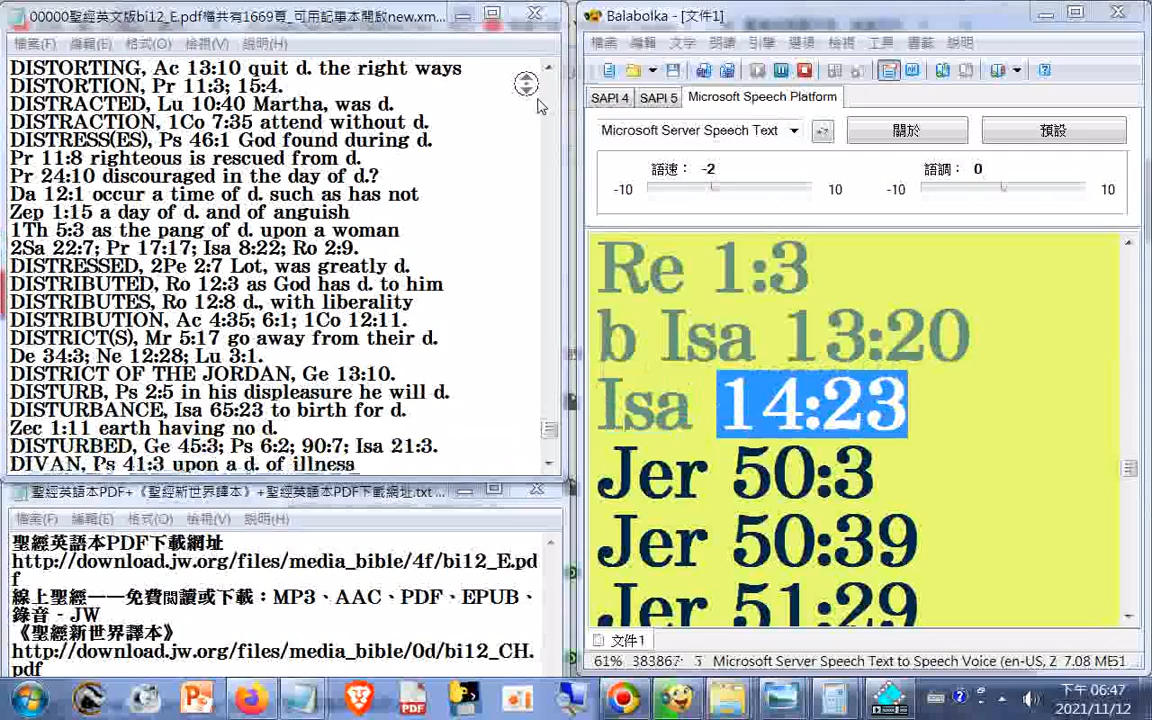 00000聖經英文版bi12_E.pdf檔共有1669頁_可用記事本開啟new.xm...
檔案(F) 編輯(E) 格式(O) 檢視(V) 說明(H)
DISTORTING, Ac 13:10 quit d. the right ways
DISTORTION, Pr 11:3; 15:4.
DISTRACTED, Lu 10:40 Martha, was d.
DISTRACTION, 1Co 7:35 attend without d.
DISTRESS(ES), Ps 46:1 God found during d.
Pr 11:8 righteous is rescued from d.
Pr 24:10 discouraged in the day of d.?
Da 12:1 occur a time of d. such as has not
Zep 1:15 a day of d. and of anguish
1Th 5:3 as the pang of d. upon a woman
2Sa 22:7; Pr 17:17; Isa 8:22; Ro 2:9.
DISTRESSED, 2Pe 2:7 Lot, was greatly d.
DISTRIBUTED, Ro 12:3 as God has d. to him
DISTRIBUTES, Ro 12:8 d., with liberality
DISTRIBUTION, Ac 4:35; 6:1; 1Co 12:11.
DISTRICT(S), Mr 5:17 go away from their d.
De 34:3; Ne 12:28; Lu 3:1.
DISTRICT OF THE JORDAN, Ge 13:10.
DISTURB, Ps 2:5 in his displeasure he will d.
DISTURBANCE, Isa 65:23 to birth for d.
Zec 1:11 earth having no d.
DISTURBED, Ge 45:3; Ps 6:2; 90:7; Isa 21:3.
DIVAN, Ps 41:3 upon a d. of illness
聖經英語本PDF+《聖經新世界譯本》+聖經英語本PDF下載網址.txt ...
檔案(F) 編輯(E) 格式(O) 檢視(V) 說明(H)
聖經英語本PDF下載網址
http://download.jw.org/files/media_bible/4f/bi12_E.pd
f
線上聖經——免費閱讀或下載：MP3、AAC、PDF、EPUB、
錄音 - JW
《聖經新世界譯本》
http://download.jw.org/files/media_bible/0d/bi12_CH.
pdf
Balabolka - [文件1]
檔案 編輯 文字 朗讀 引擎 選項 檢視 工具 書籤 說明
SAPI 4 SAPI 5 Microsoft Speech Platform
Microsoft Server Speech Text 關於 預設
語速： -2 語調： 0
-10 10 -10 10
Re 1:3
b Isa 13:20
Isa 14:23
Jer 50:3
Jer 50:39
Jer 51:29
文件1
61% Microsoft Server Speech Text to Speech Voice (en-US, Z 7.08 ME51
下午 06:47
2021/11/12